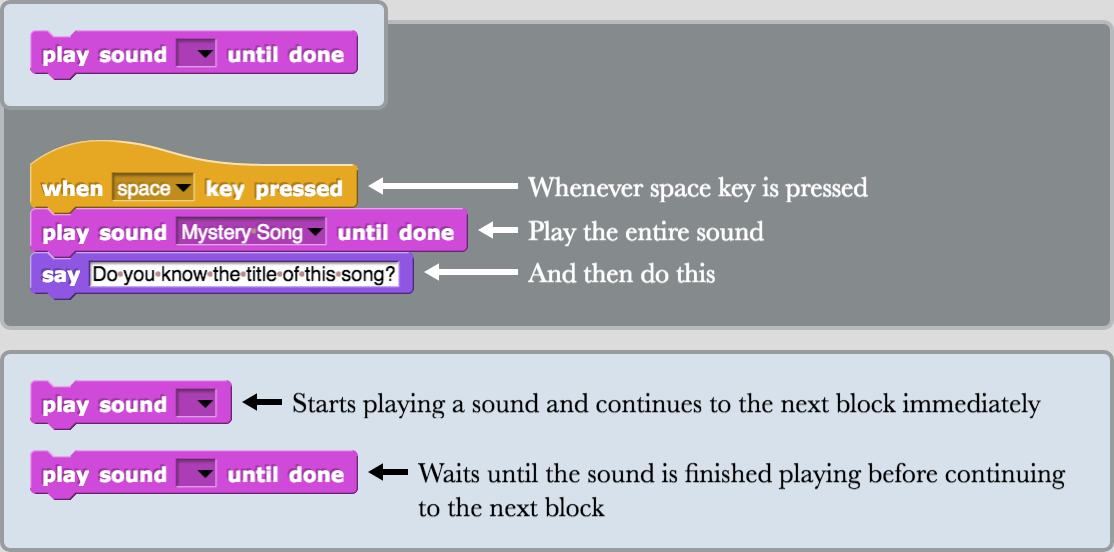 play sound until done
when space key pressed
Whenever space key is pressed
play sound Mystery Song until done
Play the entire sound
say Do you know the title of this song?
And then do this
play sound
Starts playing a sound and continues to the next block immediately
play sound until done
Waits until the sound is finished playing before continuing
to the next block